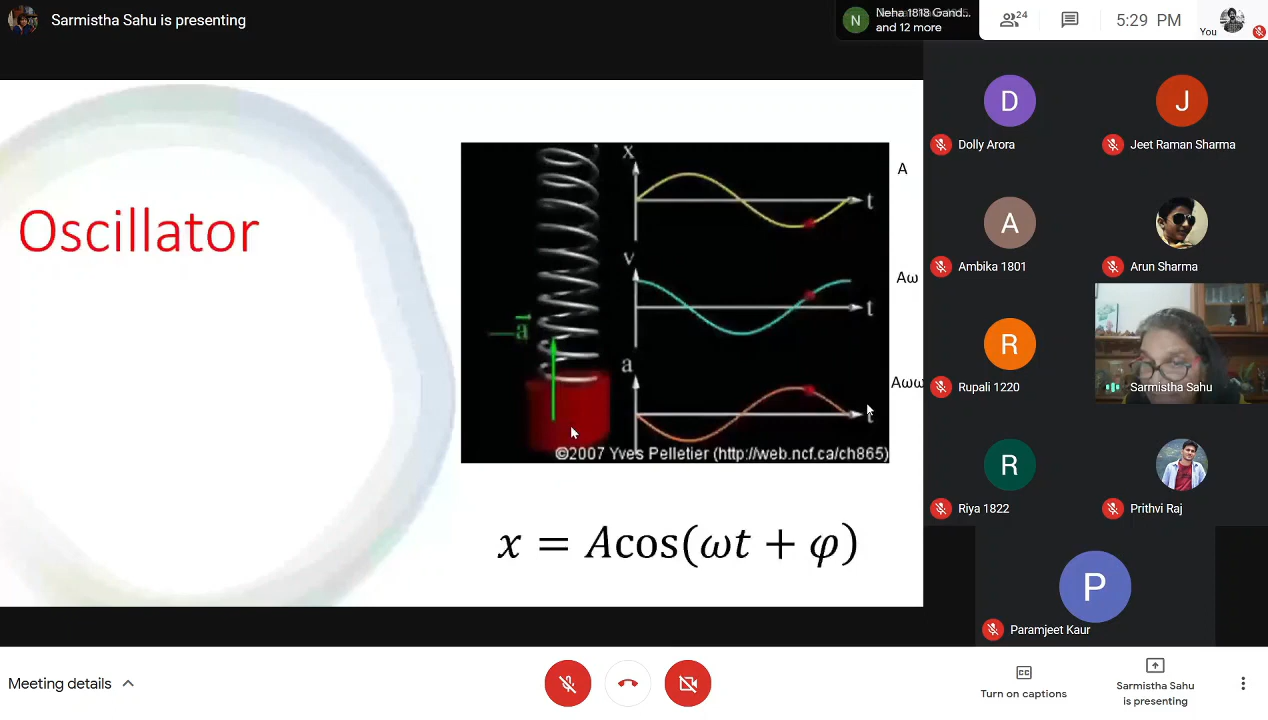 Sarmistha Sahu is presenting
N
Neha 1818 Gand...
and 12 more
24
5:29 PM
You
Oscillator
x
t
A
v
t
Aω
–a
a
t
Aωω
©2007 Yves Pelletier (http://web.ncf.ca/ch865)
x = Acos(ωt + φ)
D
Dolly Arora
J
Jeet Raman Sharma
A
Ambika 1801
Arun Sharma
R
Rupali 1220
Sarmistha Sahu
R
Riya 1822
Prithvi Raj
P
Paramjeet Kaur
Meeting details
CC
Turn on captions
Sarmistha Sahu
is presenting